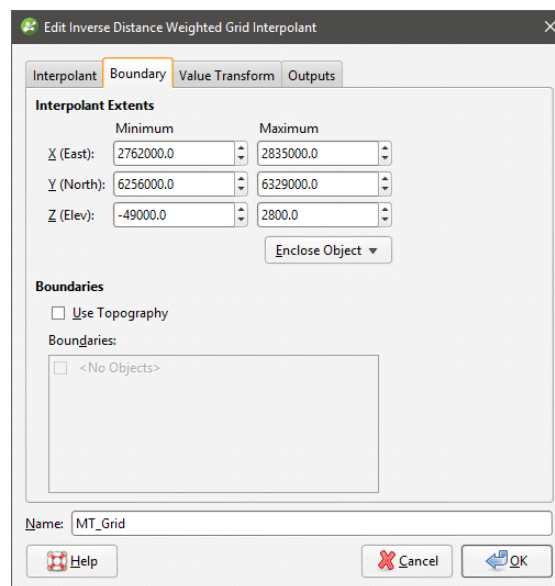 Edit Inverse Distance Weighted Grid Interpolant
Interpolant Boundary Value Transform Outputs
Interpolant Extents
Minimum Maximum
X (East): 2762000.0 2835000.0
Y (North): 6256000.0 6329000.0
Z (Elev): -49000.0 2800.0
Enclose Object
Boundaries
Use Topography
Boundaries:
<No Objects>
Name: MT_Grid
Help Cancel OK